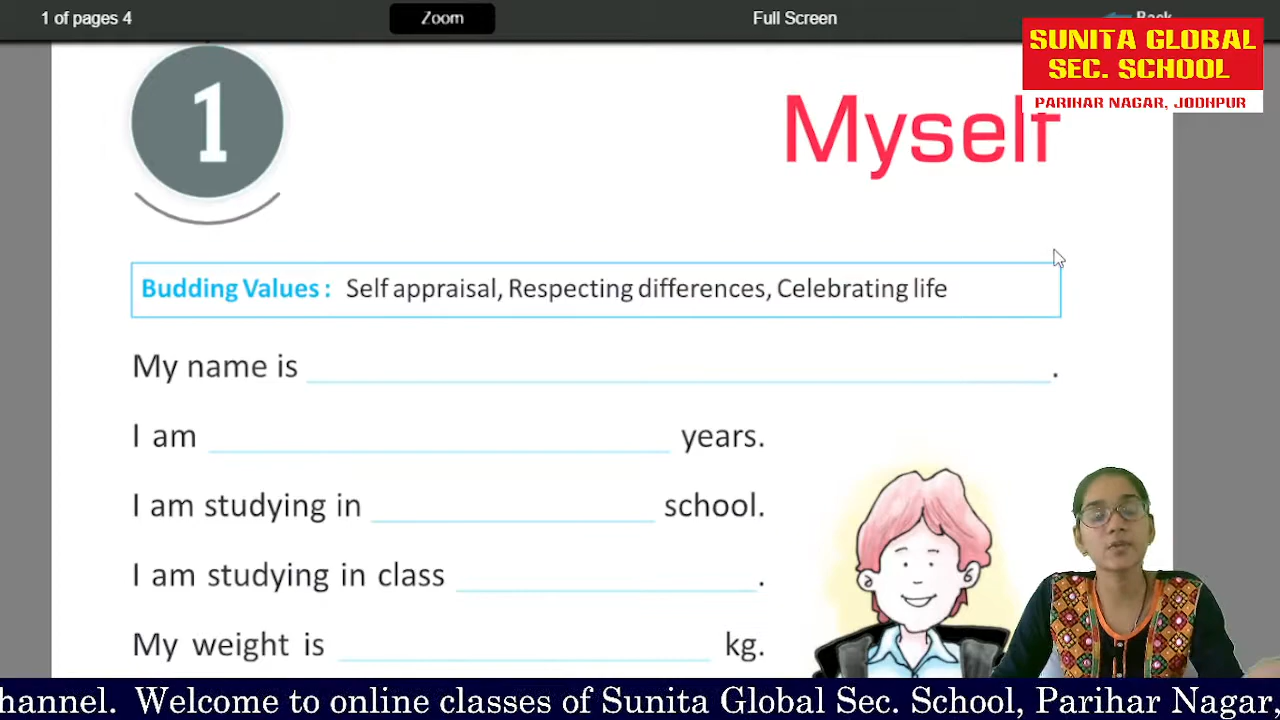 1 of pages 4 Zoom Full Screen Back
SUNITA GLOBAL
SEC. SCHOOL
PARIHAR NAGAR, JODHPUR
1
Myself
Budding Values : Self appraisal, Respecting differences, Celebrating life
My name is .
I am years.
I am studying in school.
I am studying in class .
My weight is kg.
hannel. Welcome to online classes of Sunita Global Sec. School, Parihar Nagar,